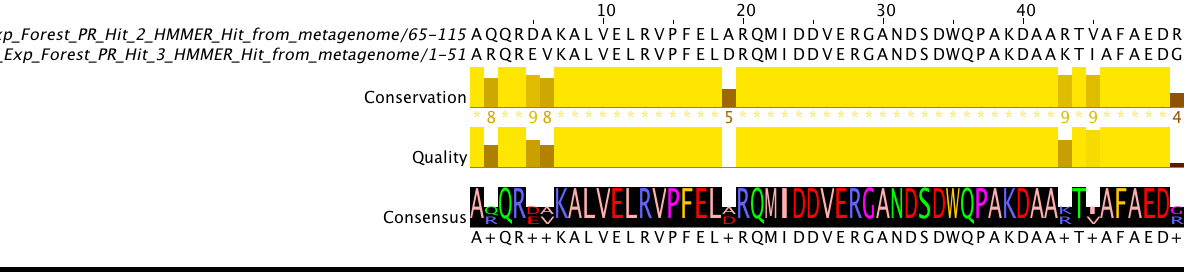 10 20 30 40
xp_Forest_PR_Hit_2_HMMER_Hit_from_metagenome/65-115 AQQRDAKALVELRVPFELARQMIDDVERGANDSDWQPAKDAARTVAFAEDR
_Exp_Forest_PR_Hit_3_HMMER_Hit_from_metagenome/1-51 ARQREVKALVELRVPFELDRQMIDDVERGANDSDWQPAKDAAKTIAFAEDG
Conservation
*8**98************5***********************9*9*****4
Quality
Consensus
A+QR++KALVELRVPFEL+RQMIDDVERGANDSDWQPAKDAA+T+AFAED+